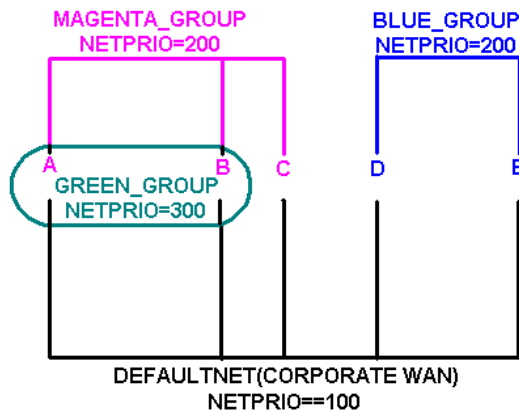 MAGENTA_GROUP
NETPRIO=200
BLUE_GROUP
NETPRIO=200
A
B
C
D
E
GREEN_GROUP
NETPRIO=300
DEFAULTNET(CORPORATE WAN)
NETPRIO==100